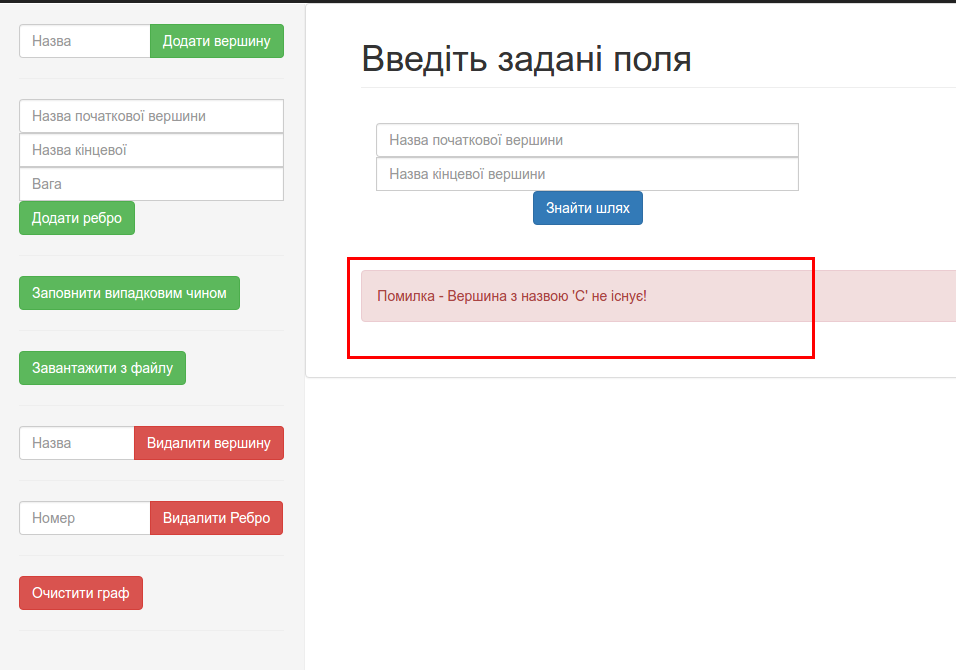 Назва
Додати вершину
Назва початкової вершини
Назва кінцевої
Вага
Додати ребро
Заповнити випадковим чином
Завантажити з файлу
Назва
Видалити вершину
Номер
Видалити Ребро
Очистити граф
Введіть задані поля
Назва початкової вершини
Назва кінцевої вершини
Знайти шлях
Помилка - Вершина з назвою 'C' не існує!